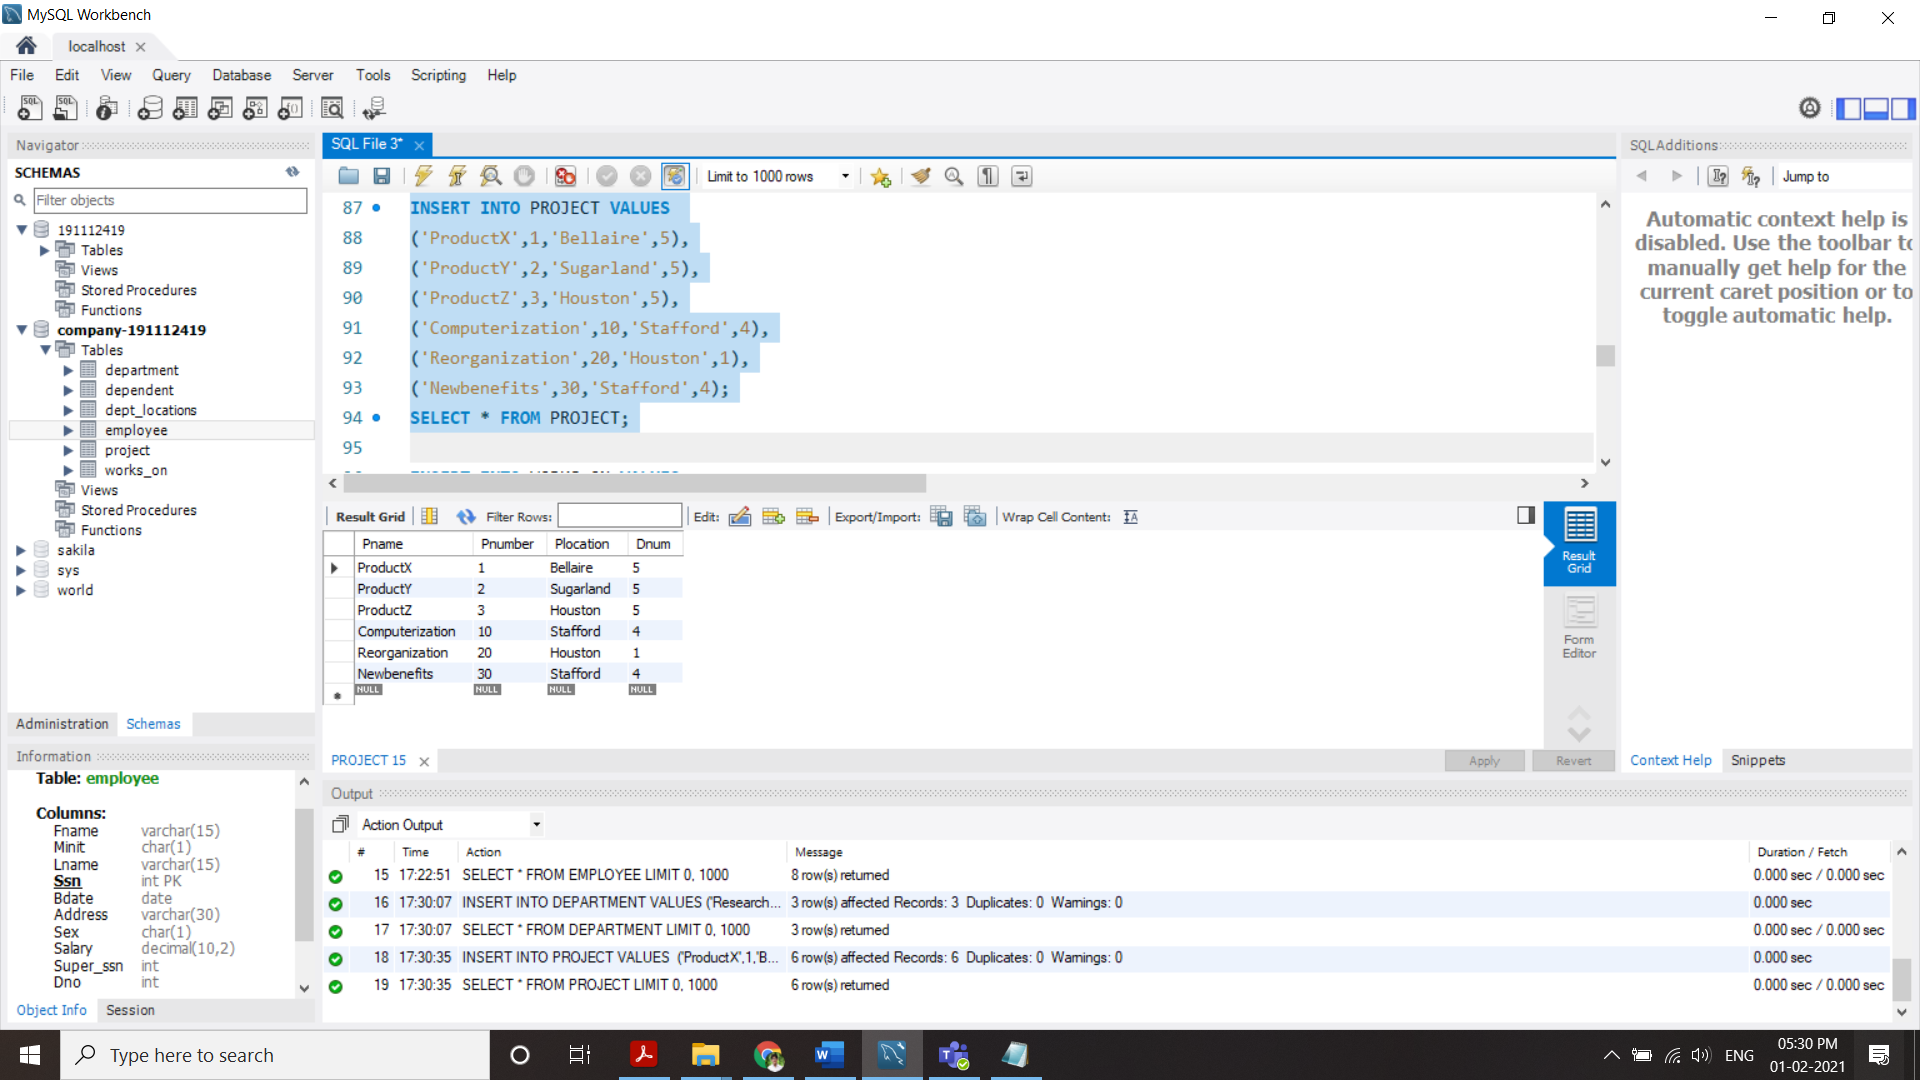 MySQL Workbench
localhost
File Edit View Query Database Server Tools Scripting Help
Navigator
SCHEMAS
Filter objects
191112419
Tables
Views
Stored Procedures
Functions
company-191112419
Tables
department
dependent
dept_locations
employee
project
works_on
Views
Stored Procedures
Functions
sakila
sys
world
Administration Schemas
Information
Table: employee
Columns:
Fname varchar(15)
Minit char(1)
Lname varchar(15)
Ssn int PK
Bdate date
Address varchar(30)
Sex char(1)
Salary decimal(10,2)
Super_ssn int
Dno int
Object Info Session
SQL File 3*
Limit to 1000 rows
87 INSERT INTO PROJECT VALUES
88 ('ProductX',1,'Bellaire',5),
89 ('ProductY',2,'Sugarland',5),
90 ('ProductZ',3,'Houston',5),
91 ('Computerization',10,'Stafford',4),
92 ('Reorganization',20,'Houston',1),
93 ('Newbenefits',30,'Stafford',4);
94 SELECT * FROM PROJECT;
95
Result Grid Filter Rows: Edit: Export/Import: Wrap Cell Content:
Pname Pnumber Plocation Dnum
ProductX 1 Bellaire 5
ProductY 2 Sugarland 5
ProductZ 3 Houston 5
Computerization 10 Stafford 4
Reorganization 20 Houston 1
Newbenefits 30 Stafford 4
NULL NULL NULL NULL
Result
Grid
Form
Editor
PROJECT 15
Apply Revert
SQLAdditions
Jump to
Automatic context help is
disabled. Use the toolbar to
manually get help for the
current caret position or to
toggle automatic help.
Context Help Snippets
Output
Action Output
# Time Action Message Duration / Fetch
15 17:22:51 SELECT * FROM EMPLOYEE LIMIT 0, 1000 8 row(s) returned 0.000 sec / 0.000 sec
16 17:30:07 INSERT INTO DEPARTMENT VALUES ('Research... 3 row(s) affected Records: 3 Duplicates: 0 Warnings: 0 0.000 sec
17 17:30:07 SELECT * FROM DEPARTMENT LIMIT 0, 1000 3 row(s) returned 0.000 sec / 0.000 sec
18 17:30:35 INSERT INTO PROJECT VALUES ('ProductX',1,'B... 6 row(s) affected Records: 6 Duplicates: 0 Warnings: 0 0.000 sec
19 17:30:35 SELECT * FROM PROJECT LIMIT 0, 1000 6 row(s) returned 0.000 sec / 0.000 sec
Type here to search
ENG
05:30 PM
01-02-2021